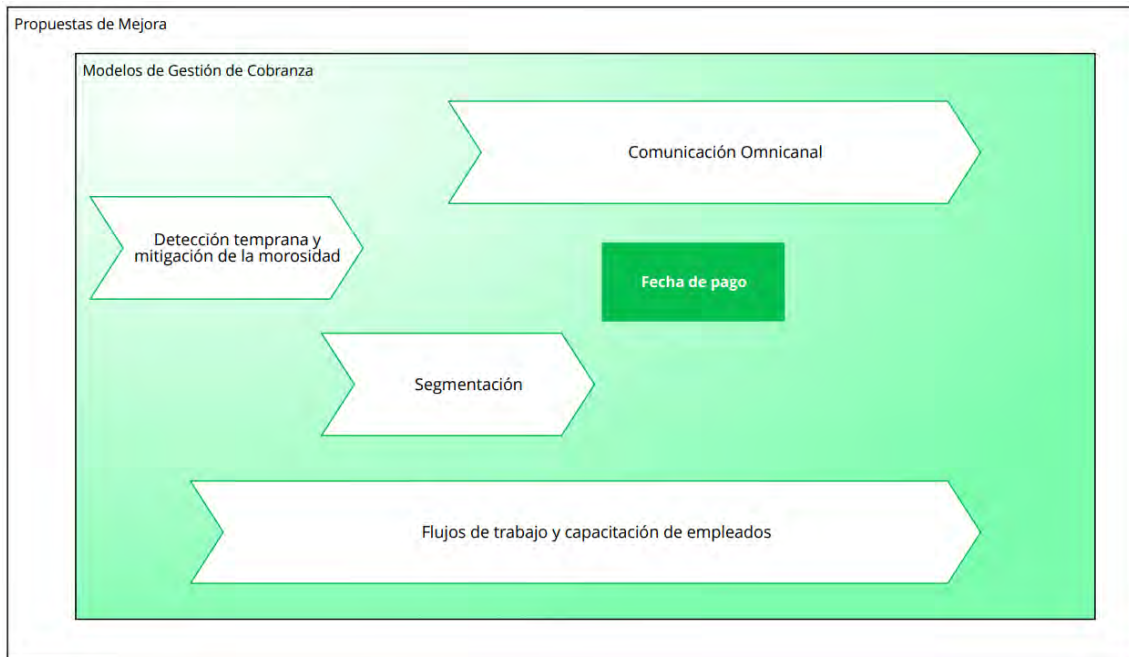 Propuestas de Mejora
Modelos de Gestión de Cobranza
Comunicación Omnicanal
Detección temprana y
mitigación de la morosidad
Fecha de pago
Segmentación
Flujos de trabajo y capacitación de empleados